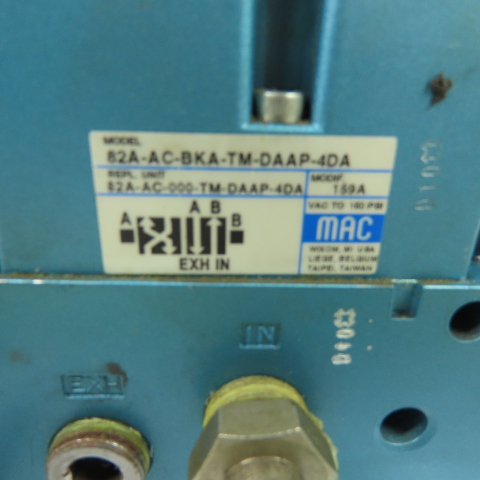 MODEL
82A-AC-BKA-TM-DAAP-4DA
REPL. UNIT
MODIF.
82A-AC-000-TM-DAAP-4DA
159A
A B
A
B
EXH IN
VAC TO 150 PSI
MAC
WIXOM, MI USA
LIEGE, BELGIUM
TAIPEI, TAIWAN
IN
EXH